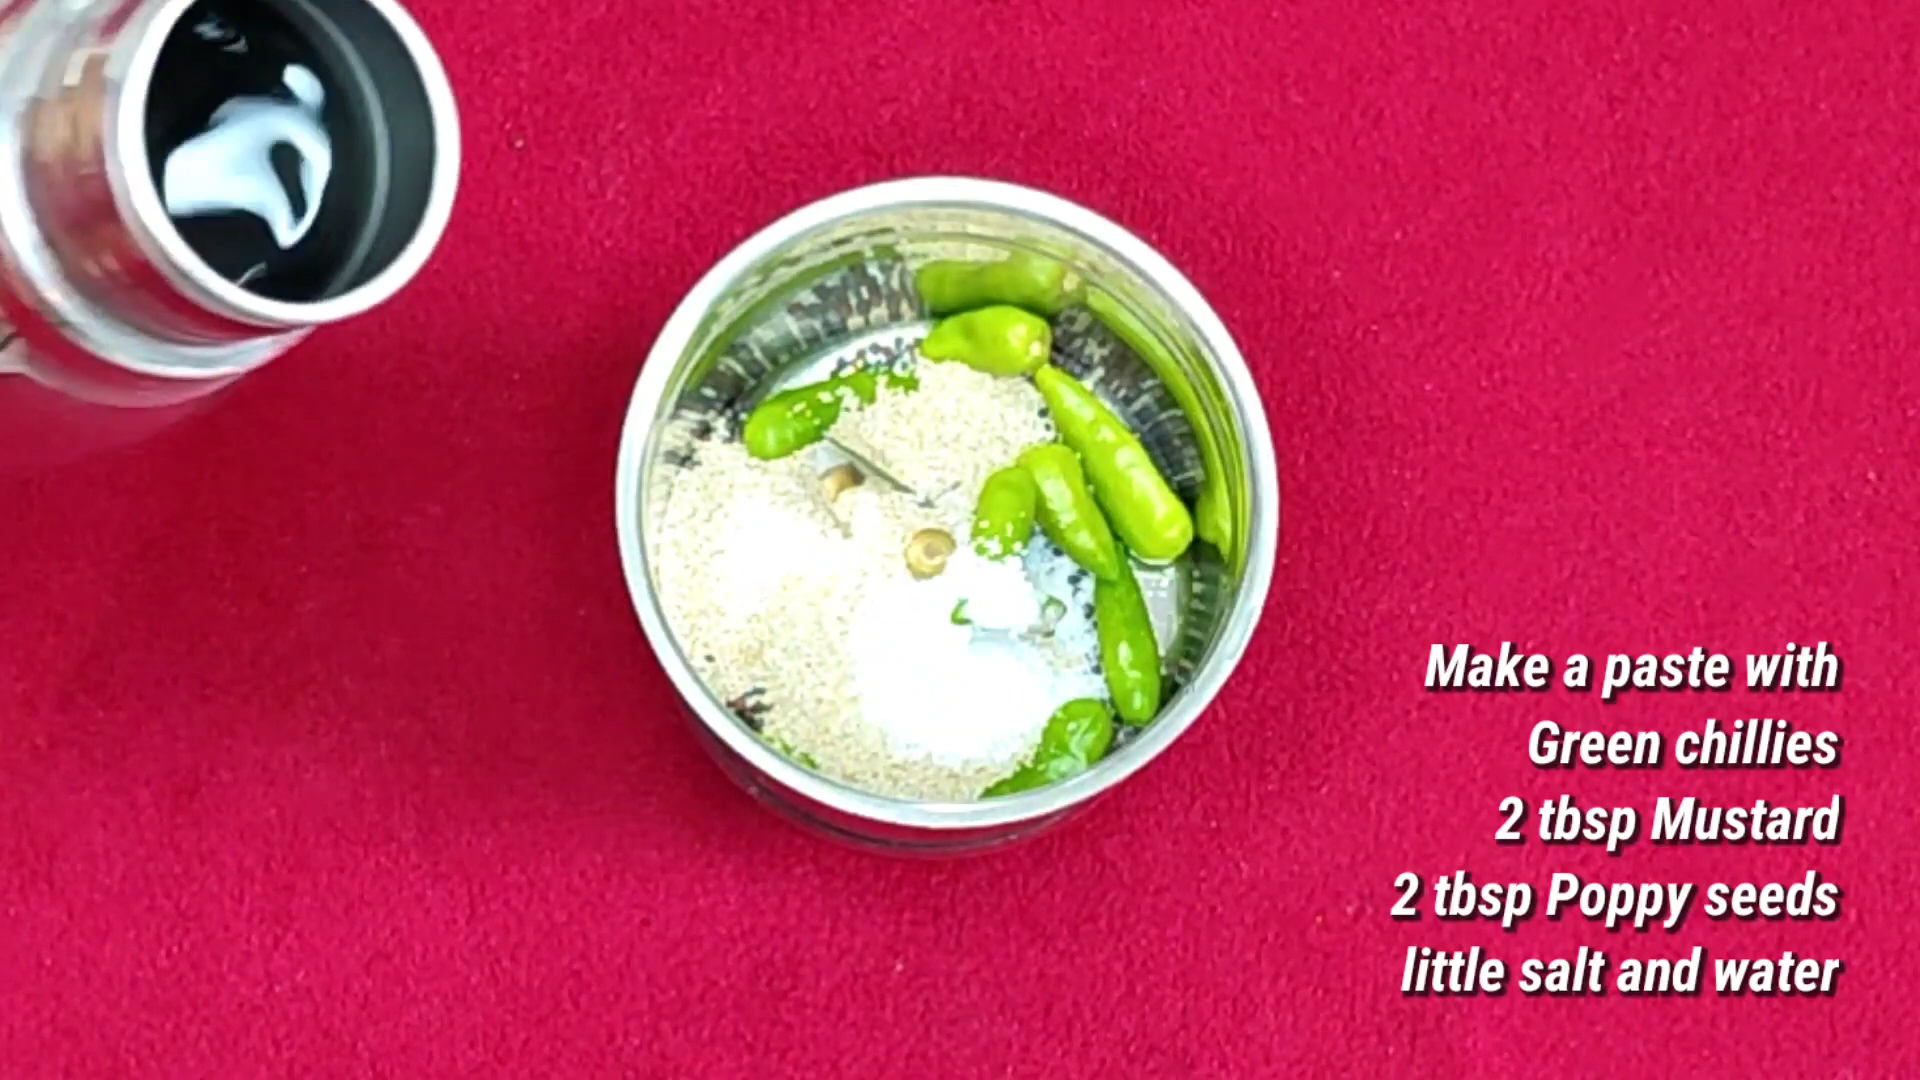 Make a paste with
Green chillies
2 tbsp Mustard
2 tbsp Poppy seeds
little salt and water